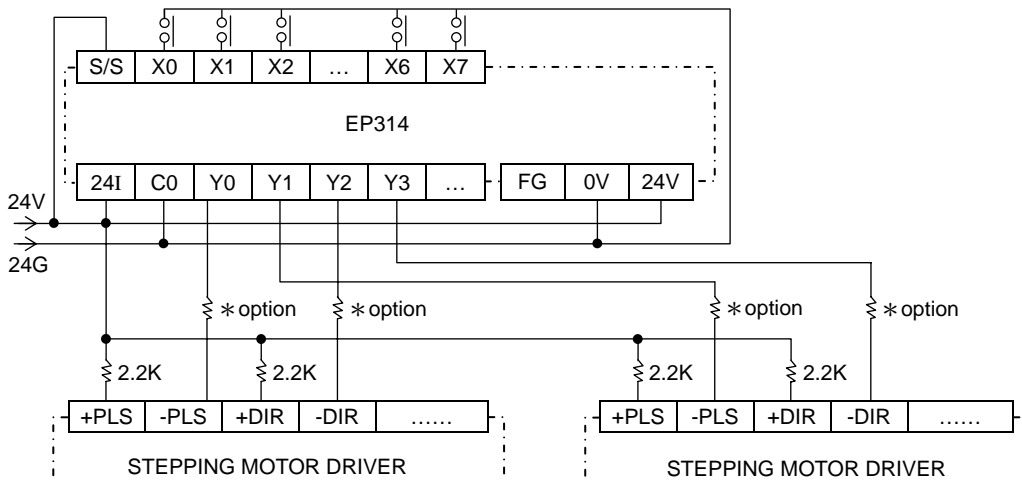 S/S X0 X1 X2 … X6 X7
EP314
24I C0 Y0 Y1 Y2 Y3 … FG 0V 24V
24V
24G
*option *option *option *option
2.2K 2.2K 2.2K 2.2K
+PLS -PLS +DIR -DIR …… +PLS -PLS +DIR -DIR ……
STEPPING MOTOR DRIVER STEPPING MOTOR DRIVER